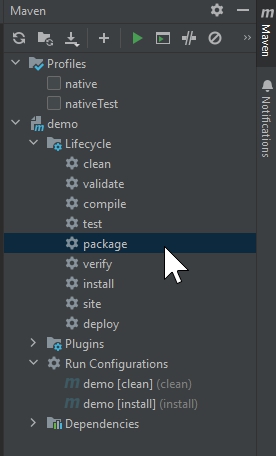 Maven
Profiles
native
nativeTest
demo
Lifecycle
clean
validate
compile
test
package
verify
install
site
deploy
Plugins
Run Configurations
demo [clean] (clean)
demo [install] (install)
Dependencies
m
Maven
Notifications